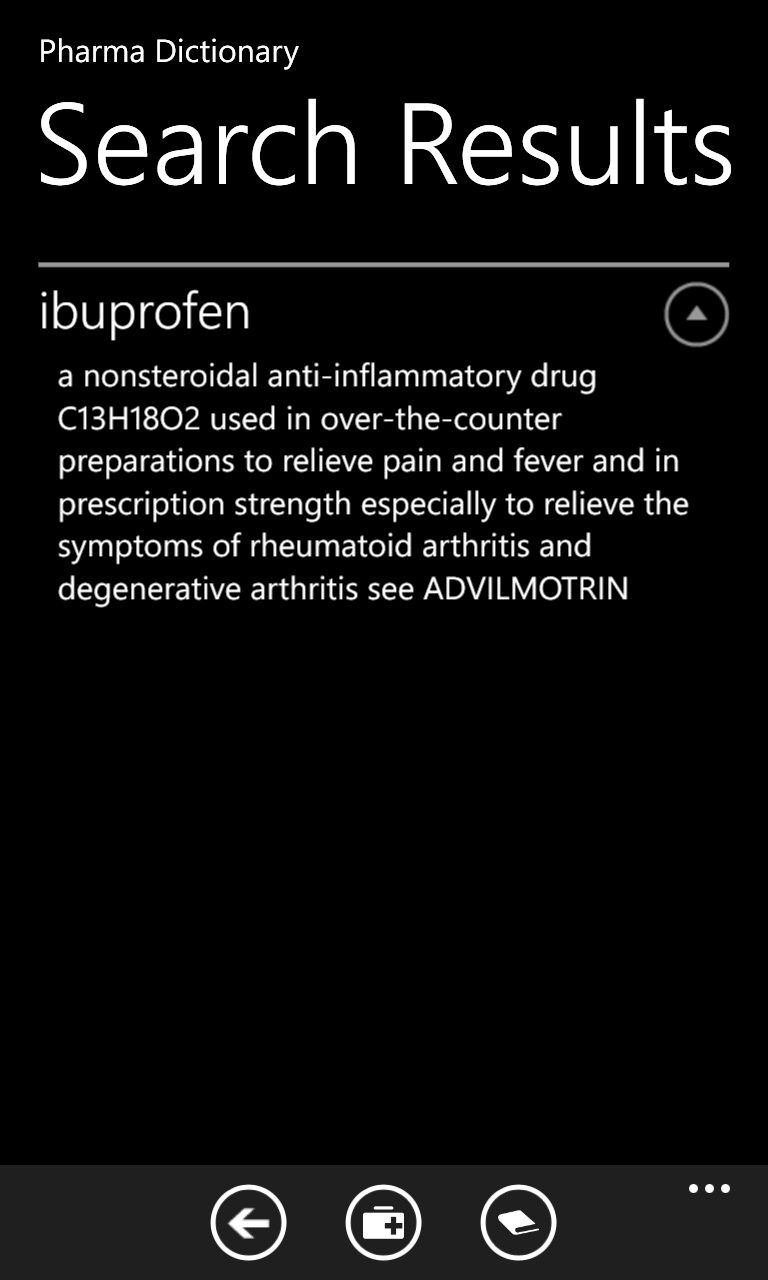 Pharma Dictionary
Search Results
ibuprofen
a nonsteroidal anti-inflammatory drug
C13H18O2 used in over-the-counter
preparations to relieve pain and fever and in
prescription strength especially to relieve the
symptoms of rheumatoid arthritis and
degenerative arthritis see ADVILMOTRIN